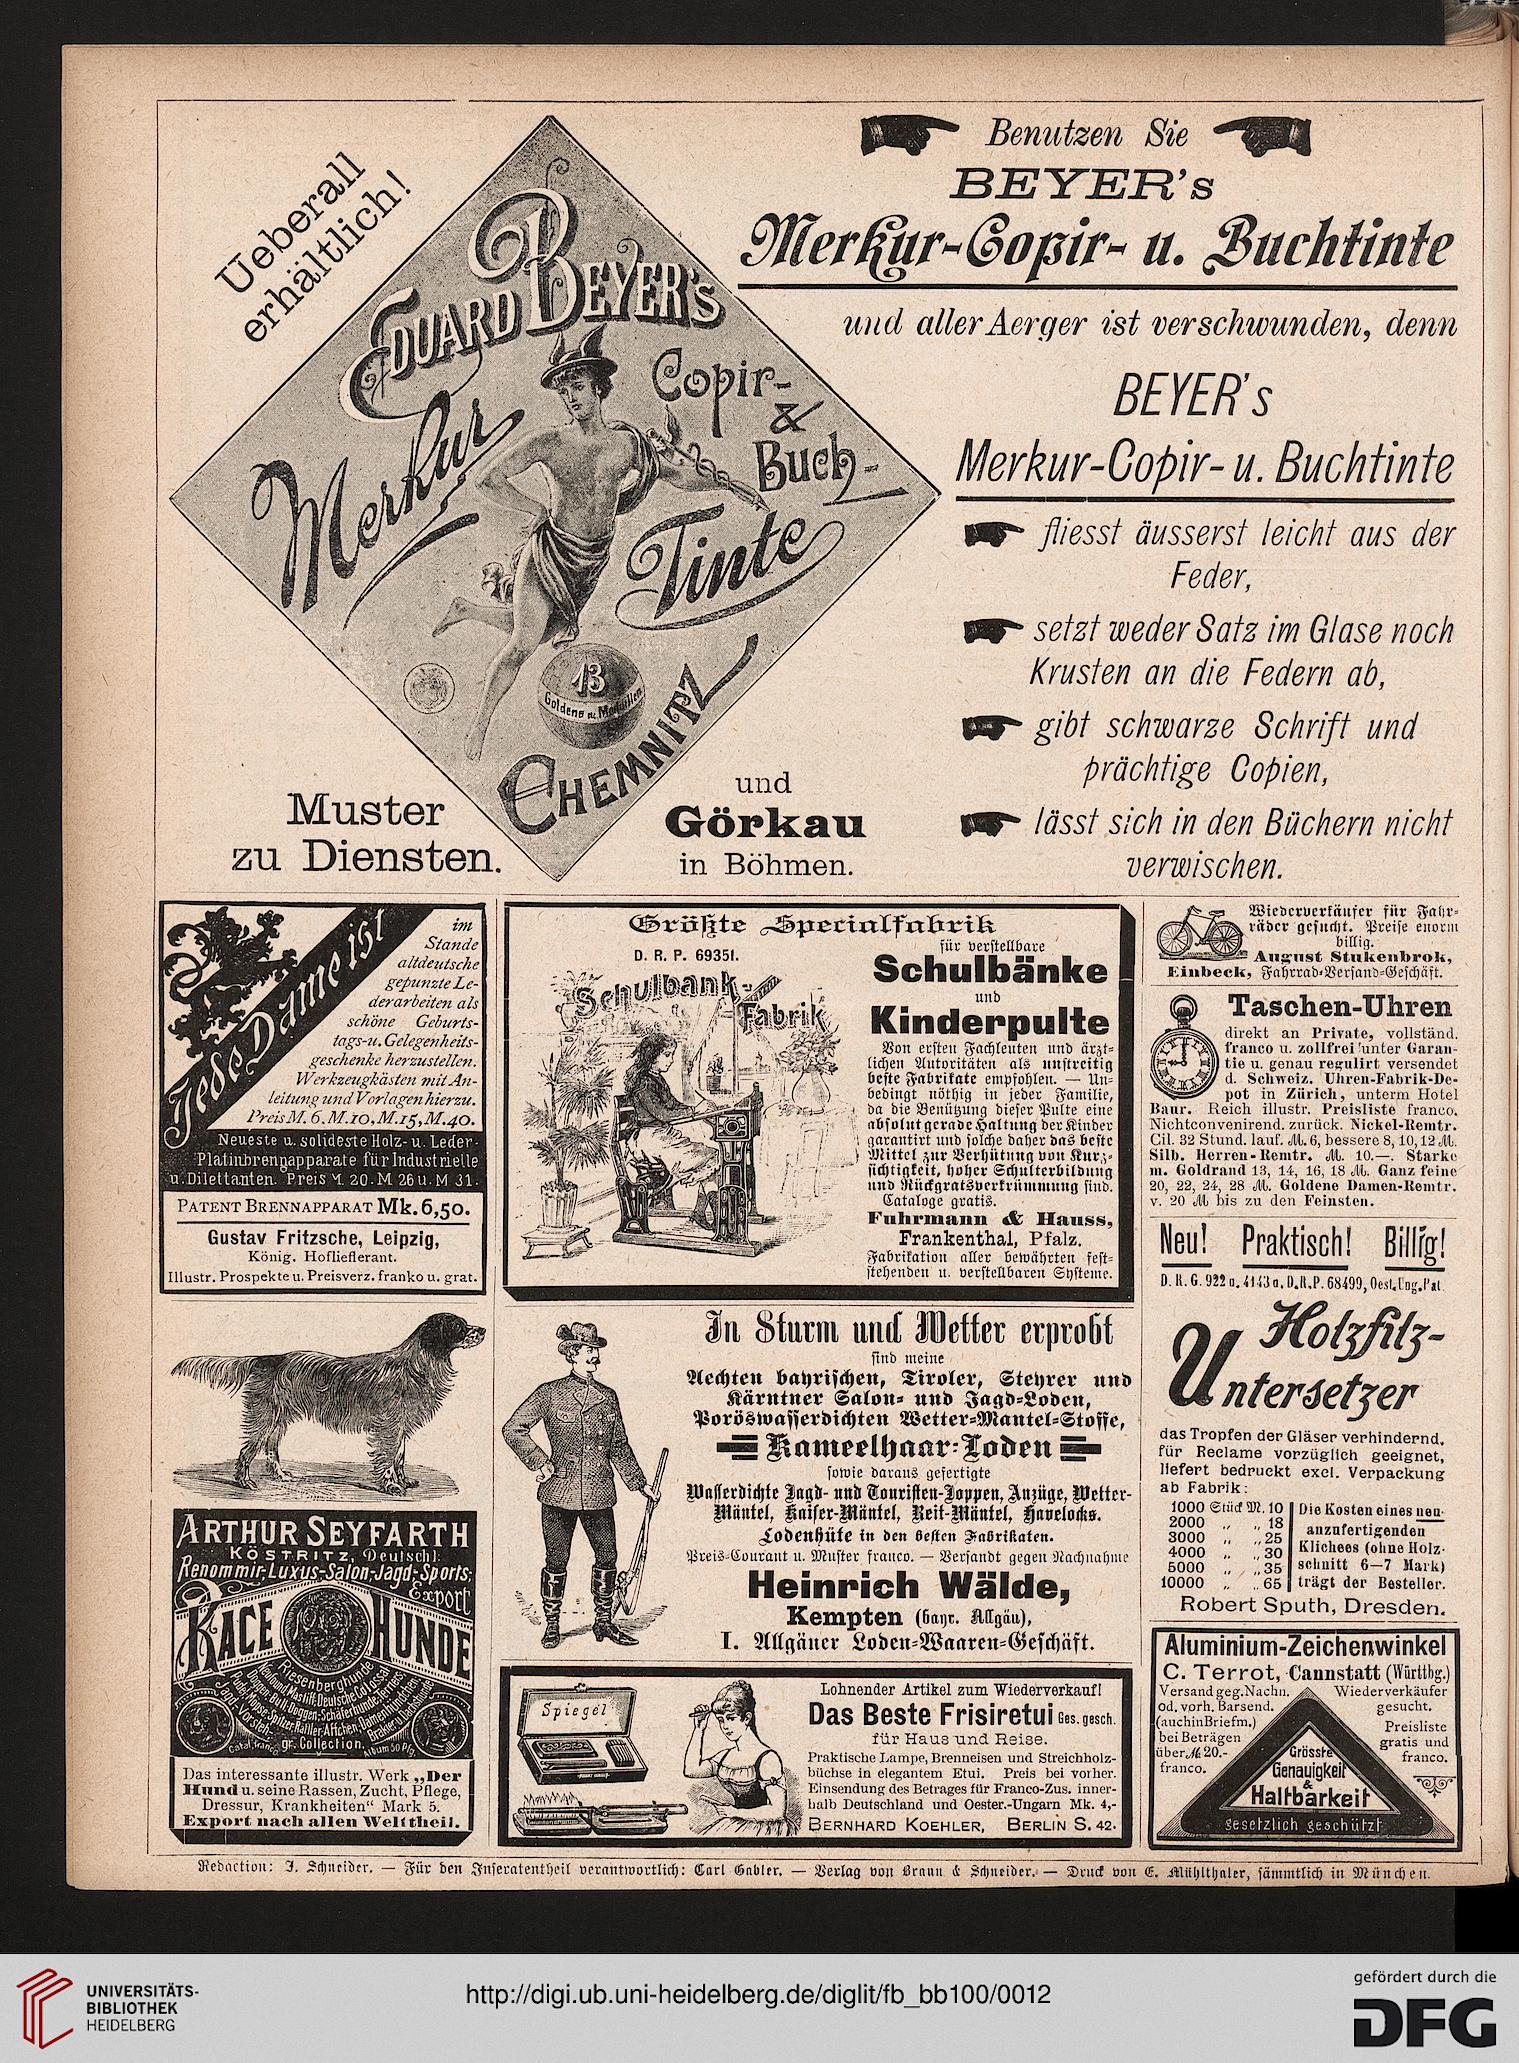 Ueberall
erhältlich!
EDUARD BEYER'S
Merkur
Copir-
&
Buch-
Tinte
13
Goldene u. Medaillen
CHEMNITZ
Muster
zu Diensten.
und
Görkau
in Böhmen.
Benutzen Sie
BEYER's
Merkur-Copir- u. Buchtinte
und aller Aerger ist verschwunden, denn
BEYER's
Merkur-Copir- u. Buchtinte
fliesst äusserst leicht aus der
Feder,
setzt weder Satz im Glase noch
Krusten an die Federn ab,
gibt schwarze Schrift und
prächtige Copien,
lässt sich in den Büchern nicht
verwischen.
Jede Dame ist
im
Stande
altdeutsche
gepunzte Le-
derarbeiten als
schöne Geburts-
tags-u. Gelegenheits-
geschenke herzustellen.
Werkzeugkästen mit An-
leitung und Vorlagen hierzu.
Preis M. 6. M. 10, M. 15, M. 40.
Neueste u. solideste Holz- u. Leder-
Platinbrennapparate für Industrielle
u. Dilettanten. Preis M. 20. M 26 u. M 31.
PATENT BRENNAPPARAT Mk. 6,50.
Gustav Fritzsche, Leipzig,
König. Hoflieferant.
Illustr. Prospekte u. Preisverz. franko u. grat.
Größte Specialfabrik
D. R. P. 69351.
für verstellbare
Schulbank-
Fabrik
Schulbänke
und
Kinderpulte
Von ersten Fachleuten und ärzt-
lichen Autoritäten als unstreitig
beste Fabrikate empfohlen. — Un-
bedingt nöthig in jeder Familie,
da die Benützung dieser Pulte eine
absolut gerade Haltung der Kinder
garantirt und solche daher das beste
Mittel zur Verhütung von Kurz-
sichtigkeit, hoher Schulterbildung
und Rückgratsverkrümmung sind.
Cataloge gratis.
Fuhrmann & Hauss,
Frankenthal, Pfalz.
Fabrikation aller bewährten fest-
stehenden u. verstellbaren Systeme.
Wiederverkäufer für Fahr-
räder gesucht. Preise enorm
billig.
August Stukenbrok,
Einbeck, Fahrrad-Versand-Geschäft.
Taschen-Uhren
direkt an Private, vollständ.
franco u. zollfrei unter Garan-
tie u. genau regulirt versendet
d. Schweiz. Uhren-Fabrik-De-
pot in Zürich, unterm Hotel
Baur. Reich illustr. Preisliste franco.
Nichtconvenirend. zurück. Nickel-Remtr.
Cil. 32 Stund. lauf. M. 6, bessere 8, 10, 12 M.
Silb. Herren-Remtr. M. 10.—. Starke
m. Goldrand 13, 14, 16, 18 M. Ganz feine
20, 22, 24, 28 M. Goldene Damen-Remtr.
v. 20 M bis zu den Feinsten.
Neu! Praktisch! Billig!
D. R. G. 922 u. 4143 a, D.R.P. 68499, Oest.Ung.Pat.
Holzfilz-
Untersetzer
das Tropfen der Gläser verhindernd,
für Reclame vorzüglich geeignet,
liefert bedruckt excl. Verpackung
ab Fabrik:
1000 Stück M. 10
2000 „ „ 18
3000 „ „ 25
4000 „ „ 30
5000 „ „ 35
10000 „ „ 65
Die Kosten eines neu-
anzufertigenden
Klichees (ohne Holz-
schnitt 6—7 Mark)
trägt der Besteller.
Robert Sputh, Dresden.
ARTHUR SEYFARTH
KÖSTRITZ, Deutschl.
Renommir-Luxus-Salon-Jagd-Sports-
Export
RACE HUNDE
Riesenberghunde
gr. Collection.
Album 50 Pfg.
Das interessante illustr. Werk „Der
Hund u. seine Rassen, Zucht, Pflege,
Dressur, Krankheiten“ Mark 5.
Export nach allen Welttheil.
In Sturm und Wetter erprobt
sind meine
Aechten bayrischen, Tiroler, Steyrer und
Kärntner Salon- und Jagd-Loden,
Poröswasserdichten Wetter-Mantel-Stoffe,
Kameelhaar-Loden
sowie daraus gefertigte
Wasserdichte Jagd- und Touristen-Joppen, Anzüge, Wetter-
Mäntel, Kaiser-Mäntel, Reit-Mäntel, Havelocks.
Lodenhüte in den besten Fabrikaten.
Preis-Courant u. Muster franco. — Versandt gegen Nachnahme
Heinrich Wälde,
Kempten (bayr. Allgäu),
I. Allgäuer Loden-Waaren-Geschäft.
Spiegel
Lohnender Artikel zum Wiederverkauf!
Das Beste Frisiretui Ges. gesch.
für Haus und Reise.
Praktische Lampe, Brenneisen und Streichholz-
büchse in elegantem Etui. Preis bei vorher.
Einsendung des Betrages für Franco-Zus. inner-
halb Deutschland und Oester.-Ungarn Mk. 4,-
BERNHARD KOEHLER, BERLIN S. 42.
Aluminium-Zeichenwinkel
C. Terrot, Cannstatt (Württbg.)
Versand geg. Nachn.
od. vorh. Barsend.
(auch in Briefm.)
bei Beträgen
über M 20.-
franco.
Wiederverkäufer
gesucht.
Preisliste
gratis und
franco.
Grösste
Genauigkeit
&
Haltbarkeit
gesetzlich geschützt
Redaction: J. Schneider. — Für den Inseratentheil verantwortlich: Carl Gabler. — Verlag von Braun & Schneider. — Druck von E. Mühlthaler, sämmtlich in München.
UNIVERSITÄTS-
BIBLIOTHEK
HEIDELBERG
http://digi.ub.uni-heidelberg.de/diglit/fb_bb100/0012
gefördert durch die
DFG